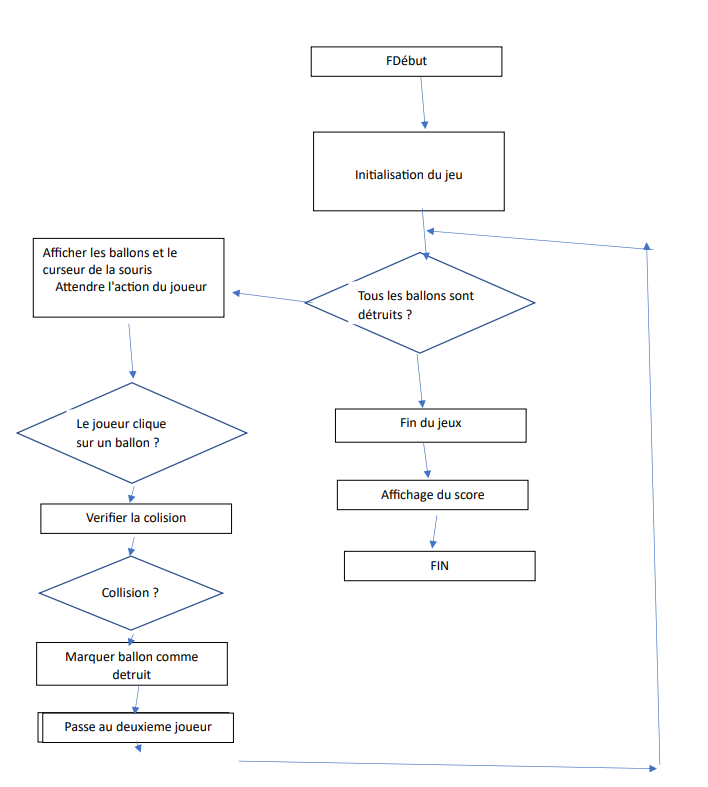 FDébut
Initialisation du jeu
Afficher les ballons et le
curseur de la souris
Attendre l'action du joueur
Tous les ballons sont
détruits ?
Le joueur clique
sur un ballon ?
Fin du jeux
Verifier la colision
Affichage du score
Collision ?
FIN
Marquer ballon comme
detruit
Passe au deuxieme joueur